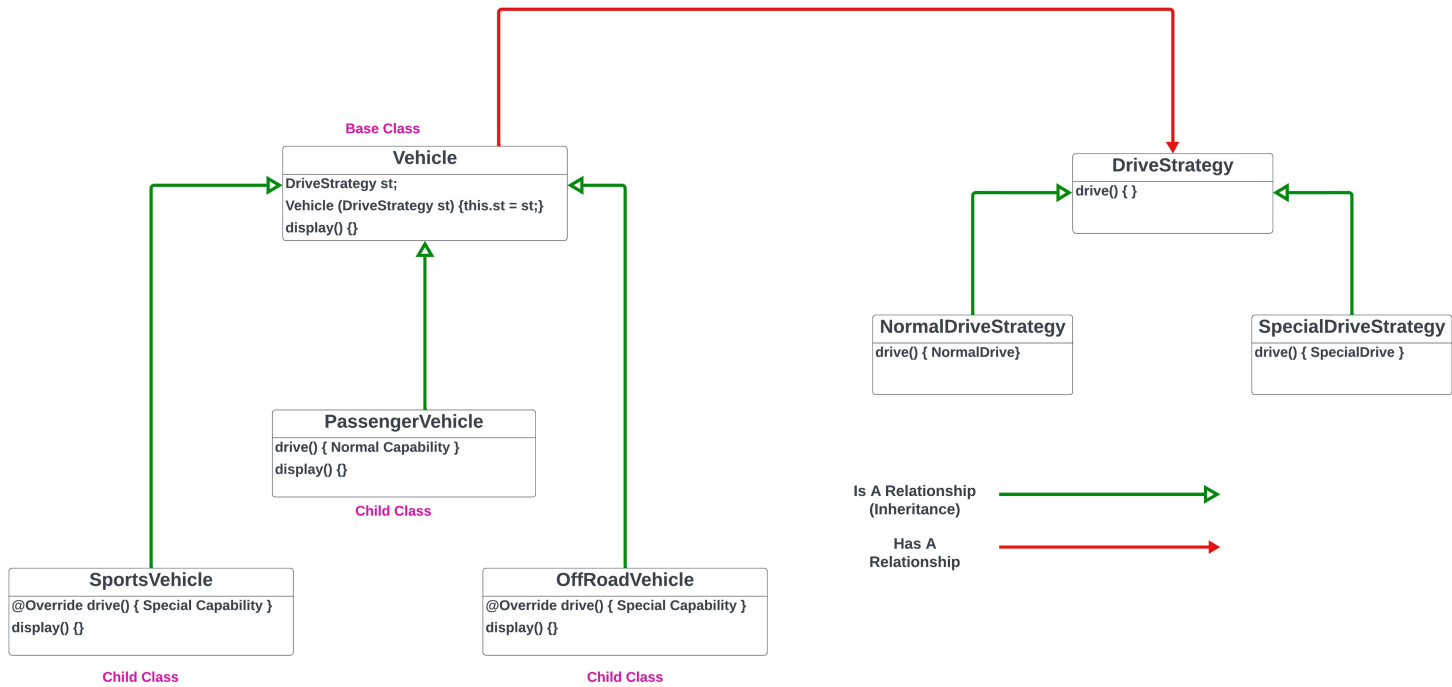 Base Class
Vehicle
DriveStrategy st;
Vehicle (DriveStrategy st) {this.st = st;}
display() {}
DriveStrategy
drive() { }
NormalDriveStrategy
drive() { NormalDrive}
SpecialDriveStrategy
drive() { SpecialDrive }
PassengerVehicle
drive() { Normal Capability }
display() {}
Child Class
Is A Relationship
(Inheritance)
Has A
Relationship
SportsVehicle
@Override drive() { Special Capability }
display() {}
Child Class
OffRoadVehicle
@Override drive() { Special Capability }
display() {}
Child Class